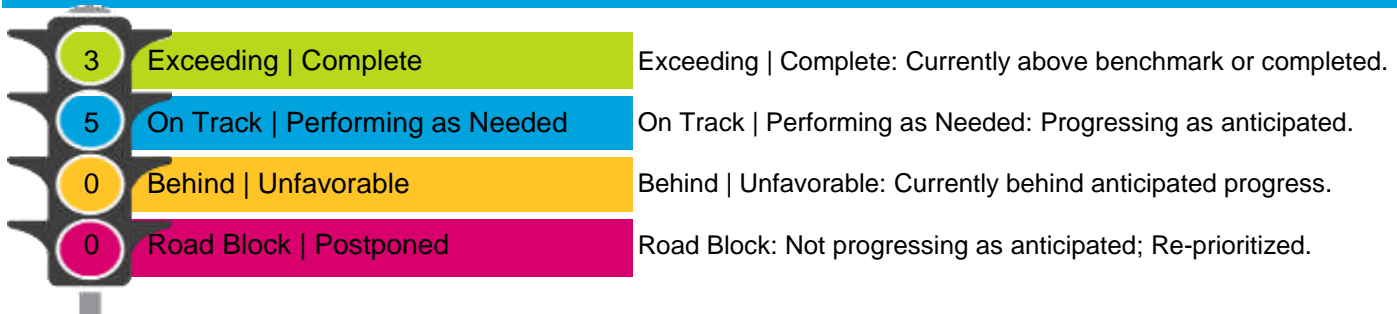 3 Exceeding | Complete Exceeding | Complete: Currently above benchmark or completed.
5 On Track | Performing as Needed On Track | Performing as Needed: Progressing as anticipated.
0 Behind | Unfavorable Behind | Unfavorable: Currently behind anticipated progress.
0 Road Block | Postponed Road Block: Not progressing as anticipated; Re-prioritized.